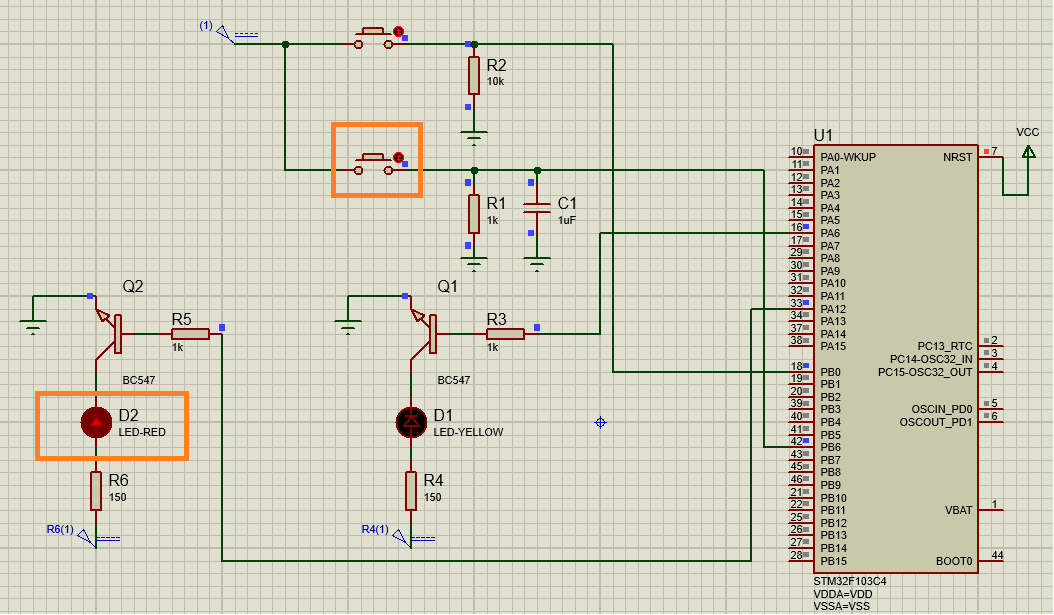 (1)
R2
10k
R1
1k
C1
1uF
Q2
R5
1k
BC547
D2
LED-RED
R6
150
R6(1)
Q1
R3
1k
BC547
D1
LED-YELLOW
R4
150
R4(1)
U1
VCC
10 PA0-WKUP
11 PA1
12 PA2
13 PA3
14 PA4
15 PA5
16 PA6
17 PA7
29 PA8
30 PA9
31 PA10
32 PA11
33 PA12
34 PA13
37 PA14
38 PA15
18 PB0
19 PB1
20 PB2
39 PB3
40 PB4
41 PB5
42 PB6
43 PB7
45 PB8
46 PB9
21 PB10
22 PB11
25 PB12
26 PB13
27 PB14
28 PB15
NRST 7
PC13_RTC 2
PC14-OSC32_IN 3
PC15-OSC32_OUT 4
OSCIN_PD0 5
OSCOUT_PD1 6
VBAT 1
BOOT0 44
STM32F103C4
VDDA=VDD
VSSA=VSS